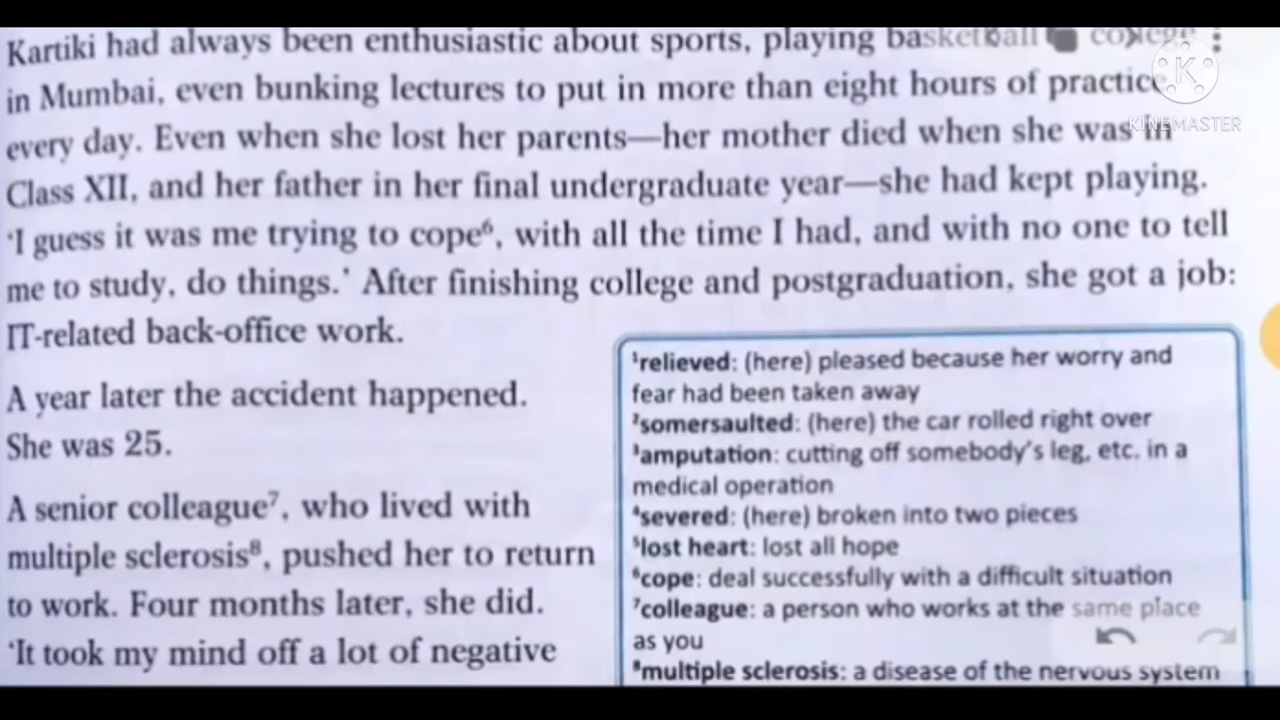 Kartiki had always been enthusiastic about sports, playing basketball college
in Mumbai, even bunking lectures to put in more than eight hours of practice
every day. Even when she lost her parents—her mother died when she was in
Class XII, and her father in her final undergraduate year—she had kept playing.
'I guess it was me trying to cope⁶, with all the time I had, and with no one to tell
me to study, do things.' After finishing college and postgraduation, she got a job:
IT-related back-office work.
A year later the accident happened.
She was 25.
A senior colleague⁷, who lived with
multiple sclerosis⁸, pushed her to return
to work. Four months later, she did.
'It took my mind off a lot of negative
¹relieved: (here) pleased because her worry and
fear had been taken away
²somersaulted: (here) the car rolled right over
³amputation: cutting off somebody's leg, etc. in a
medical operation
⁴severed: (here) broken into two pieces
⁵lost heart: lost all hope
⁶cope: deal successfully with a difficult situation
⁷colleague: a person who works at the same place
as you
⁸multiple sclerosis: a disease of the nervous system
K
KINEMASTER